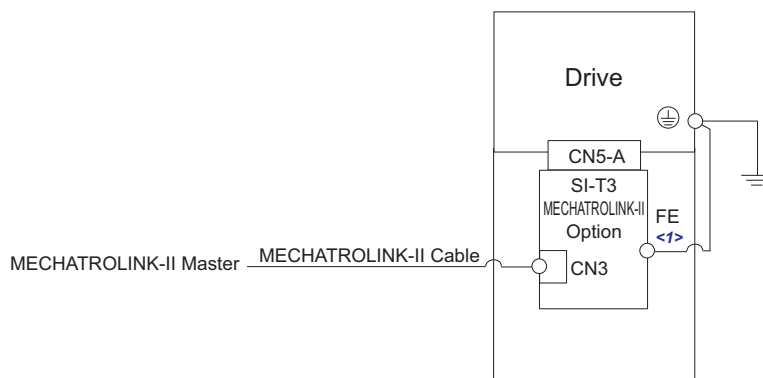 Drive
CN5-A
SI-T3
MECHATROLINK-II
Option
FE
<1>
CN3
MECHATROLINK-II Master
MECHATROLINK-II Cable